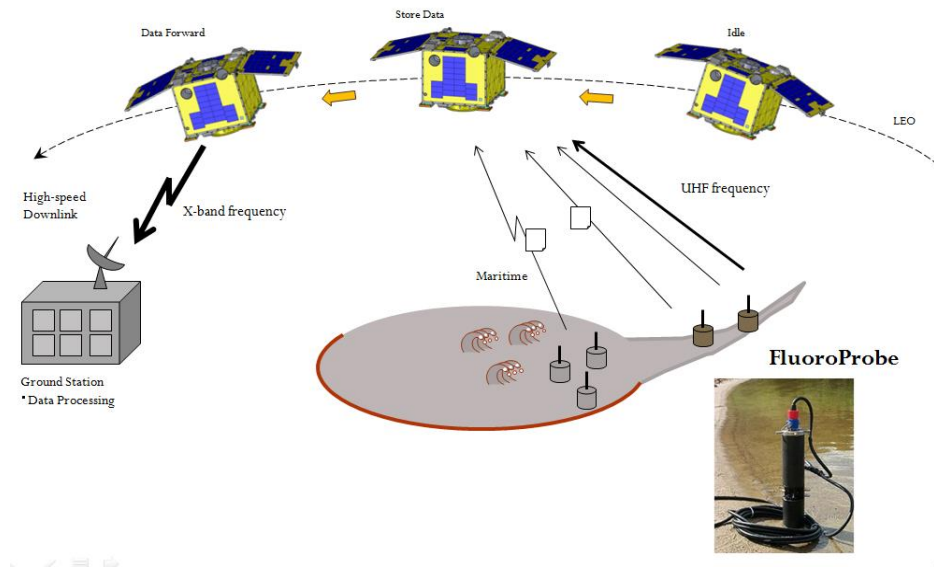 Store Data
Data Forward
Idle
LEO
High-speed
Downlink
X-band frequency
UHF frequency
Maritime
FluoroProbe
Ground Station
▪Data Processing